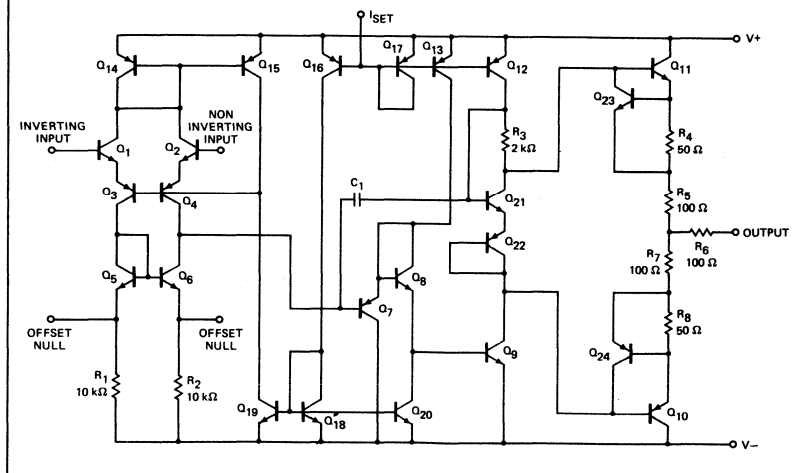 ISET
V+
Q14
Q15
Q16
Q17
Q13
Q12
Q11
Q23
INVERTING
INPUT
NON
INVERTING
INPUT
Q1
Q2
R3
2 kΩ
R4
50 Ω
Q3
Q4
C1
Q21
R5
100 Ω
Q22
OUTPUT
R6
100 Ω
R7
100 Ω
Q5
Q6
Q8
Q7
R8
50 Ω
OFFSET
NULL
OFFSET
NULL
Q9
Q24
R1
10 kΩ
R2
10 kΩ
Q19
Q18
Q20
Q10
V−